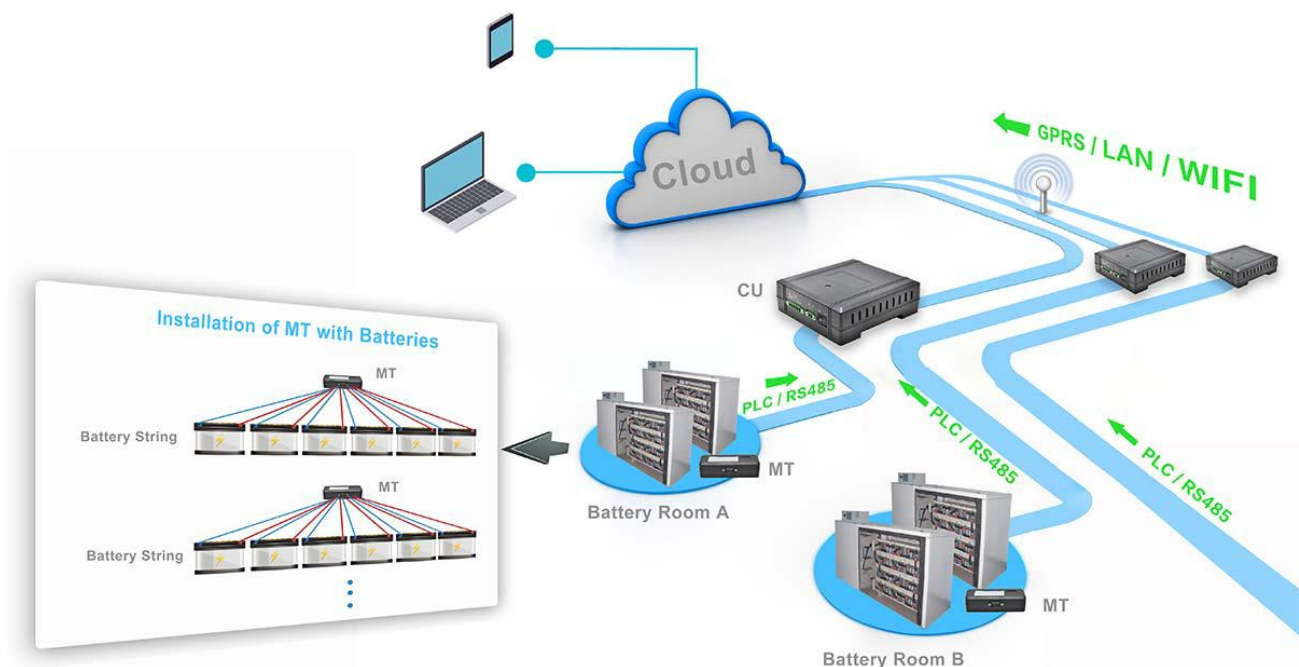 GPRS / LAN / WIFI
Cloud
CU
Installation of MT with Batteries
MT
Battery String
MT
Battery String
PLC / RS485
MT
Battery Room A
PLC / RS485
PLC / RS485
MT
Battery Room B